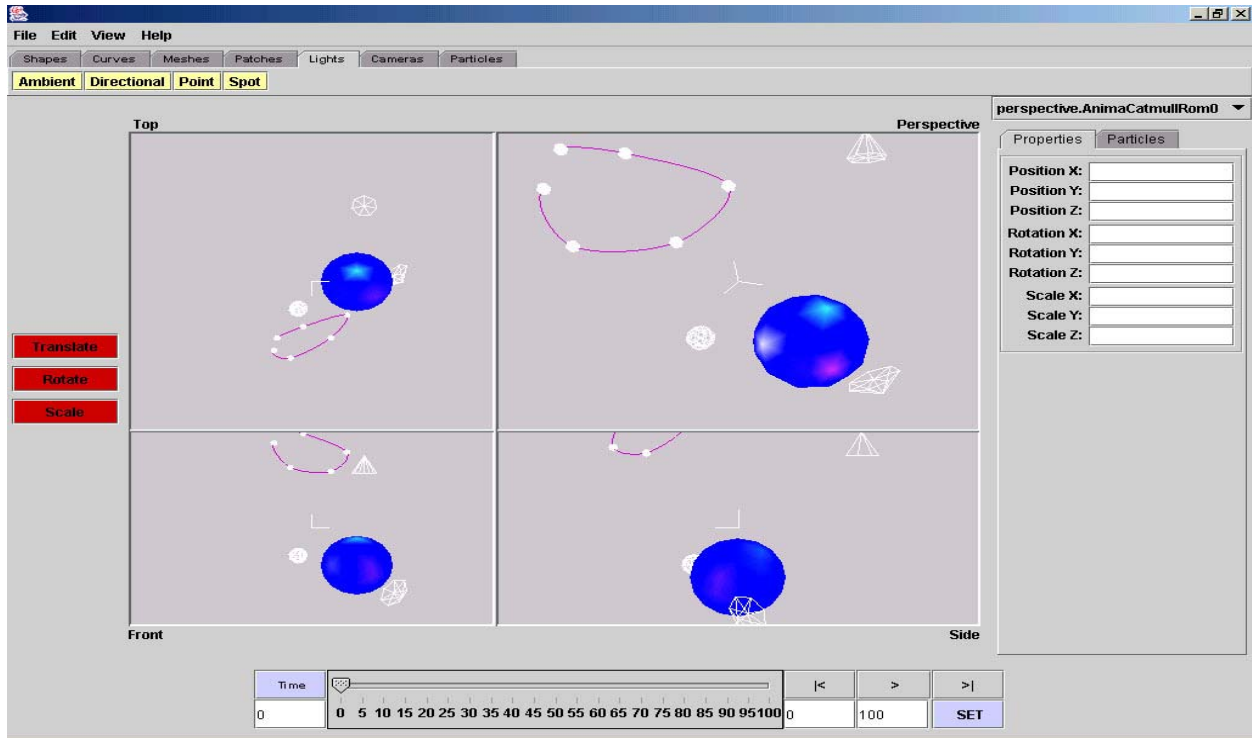 File Edit View Help
Shapes Curves Meshes Patches Lights Cameras Particles
Ambient Directional Point Spot
perspective.AnimaCatmullRom0
Top Perspective
Properties Particles
Position X:
Position Y:
Position Z:
Rotation X:
Rotation Y:
Rotation Z:
Scale X:
Scale Y:
Scale Z:
Translate
Rotate
Scale
Front Side
Time |< > >|
0 0 5 10 15 20 25 30 35 40 45 50 55 60 65 70 75 80 85 90 95100 0 100 SET